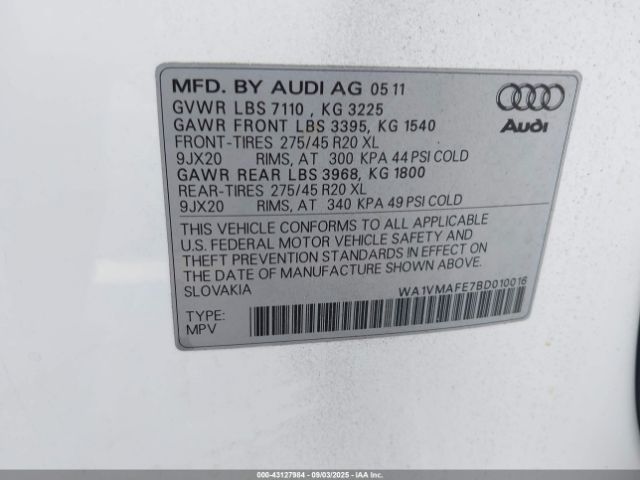 MFD. BY AUDI AG 05 11
GVWR LBS 7110 , KG 3225
GAWR FRONT LBS 3395, KG 1540
FRONT-TIRES 275/45 R20 XL
9JX20 RIMS, AT 300 KPA 44 PSI COLD
GAWR REAR LBS 3968, KG 1800
REAR-TIRES 275/45 R20 XL
9JX20 RIMS, AT 340 KPA 49 PSI COLD
Audi
THIS VEHICLE CONFORMS TO ALL APPLICABLE
U.S. FEDERAL MOTOR VEHICLE SAFETY AND
THEFT PREVENTION STANDARDS IN EFFECT ON
THE DATE OF MANUFACTURE SHOWN ABOVE.
SLOVAKIA
WA1VMAFE7BD010016
TYPE:
MPV
000-43127984 - 09/03/2025 - IAA Inc.